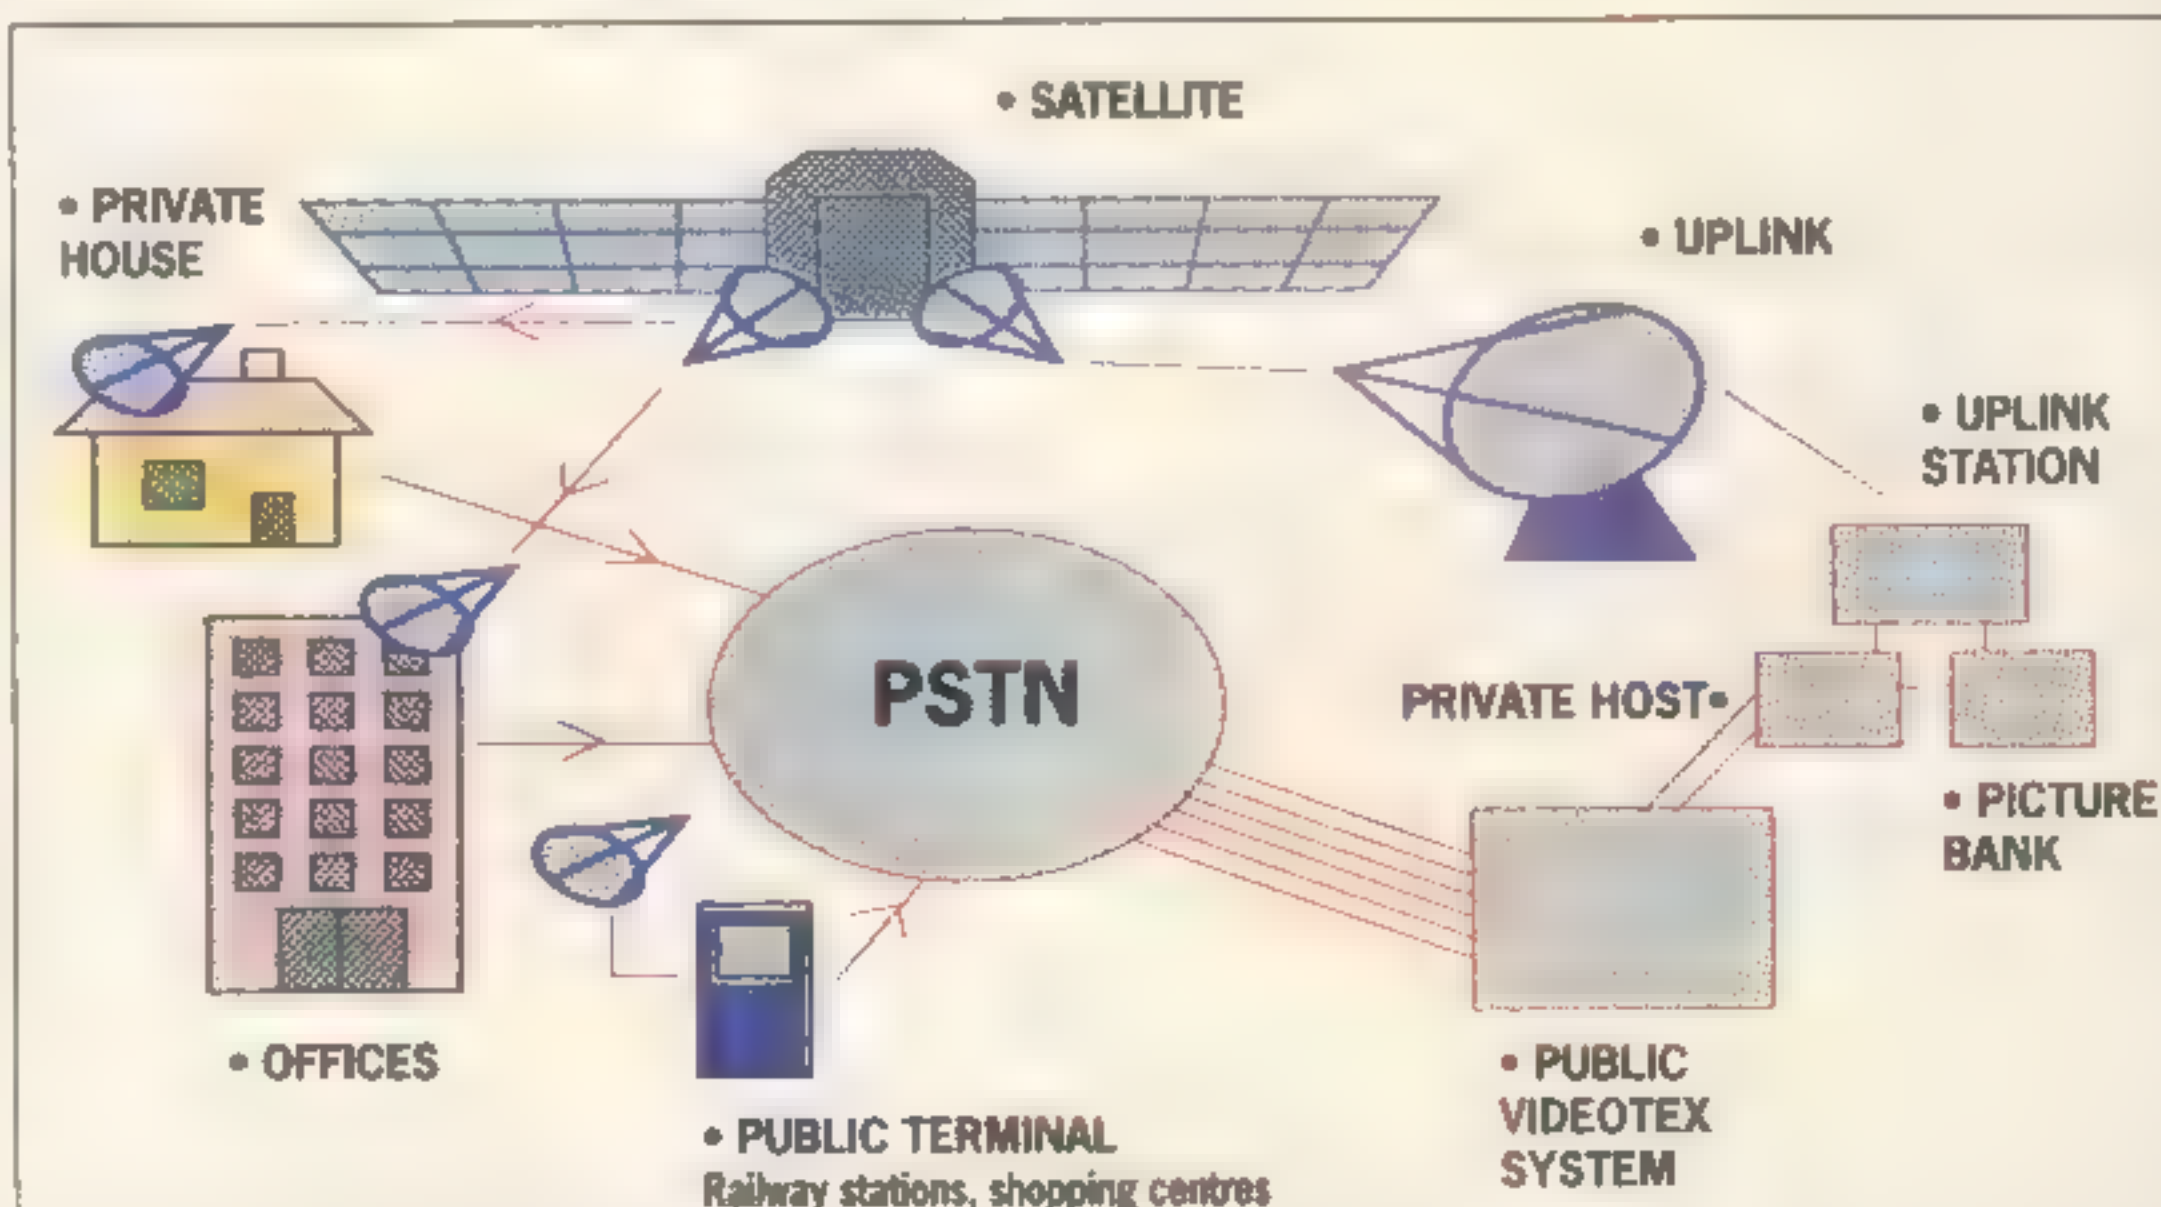 • SATELLITE
• PRIVATE
HOUSE
• UPLINK
• UPLINK
STATION
PSTN
PRIVATE HOST•
• PICTURE
BANK
• OFFICES
• PUBLIC
VIDEOTEX
SYSTEM
• PUBLIC TERMINAL
Railway stations, shopping centres